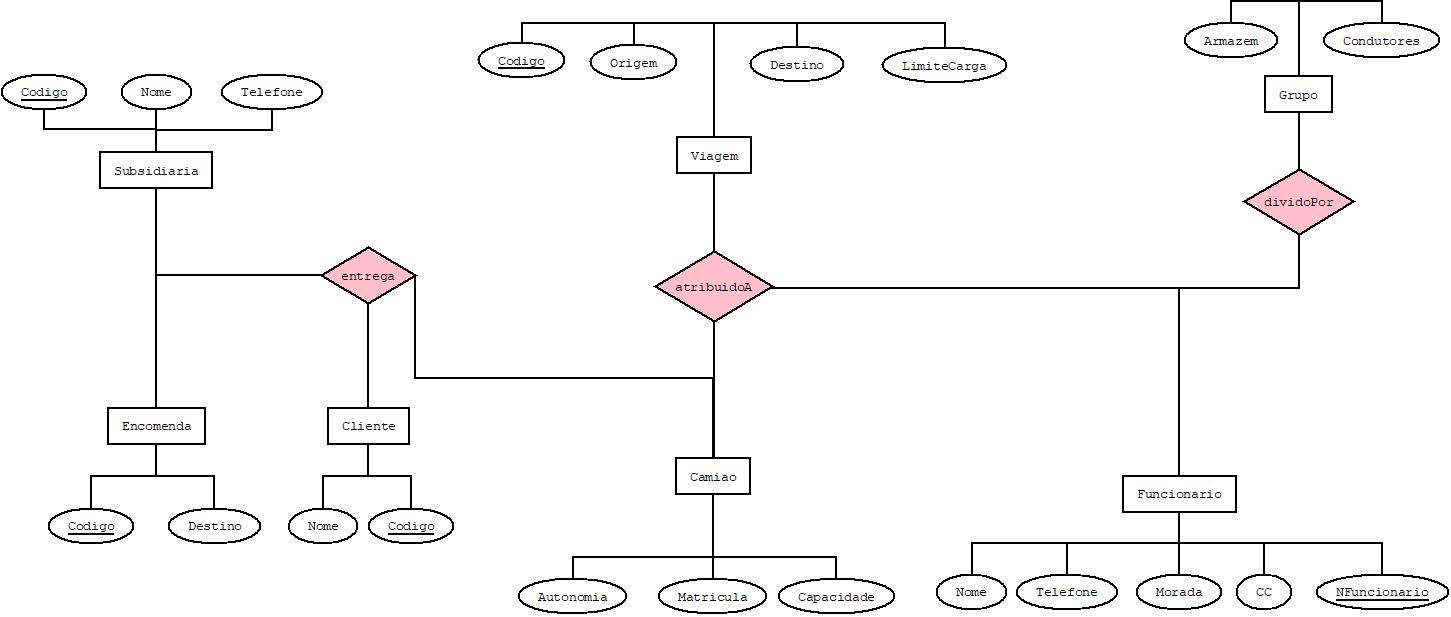 Armazem
Condutores
Codigo
Origem
Destino
LimiteCarga
Codigo
Nome
Telefone
Grupo
Viagem
Subsidiaria
dividoPor
entrega
atribuidoA
Encomenda
Cliente
Camiao
Funcionario
Codigo
Destino
Nome
Codigo
Autonomia
Matricula
Capacidade
Nome
Telefone
Morada
CC
NFuncionario